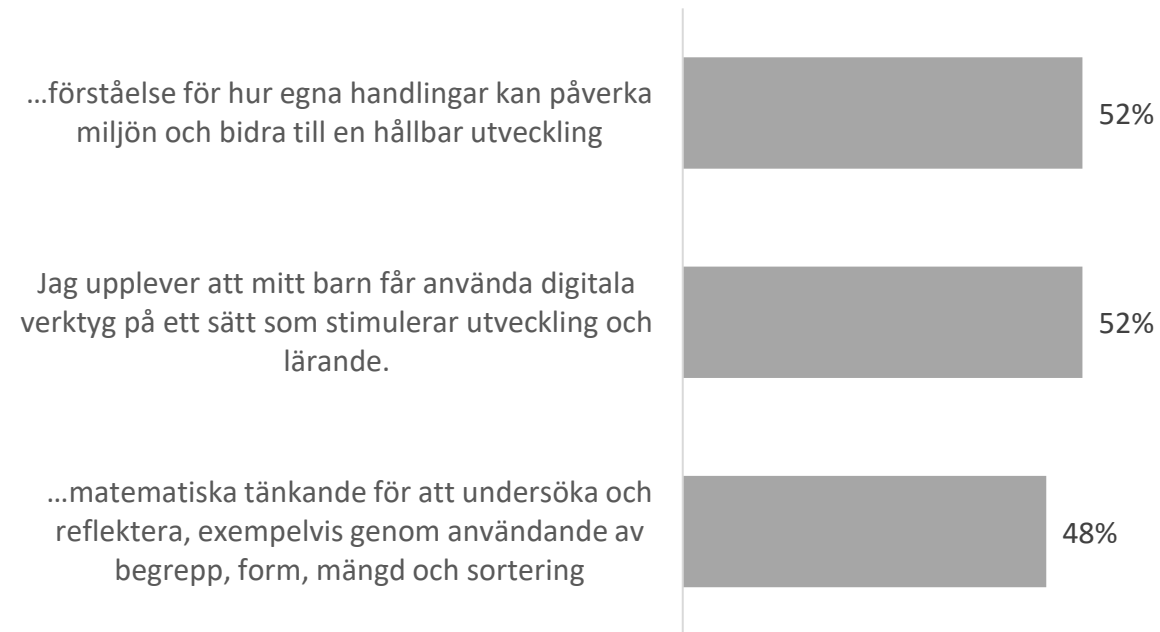 …förståelse för hur egna handlingar kan påverka
miljön och bidra till en hållbar utveckling
52%
Jag upplever att mitt barn får använda digitala
verktyg på ett sätt som stimulerar utveckling och
lärande.
52%
…matematiska tänkande för att undersöka och
reflektera, exempelvis genom användande av
begrepp, form, mängd och sortering
48%